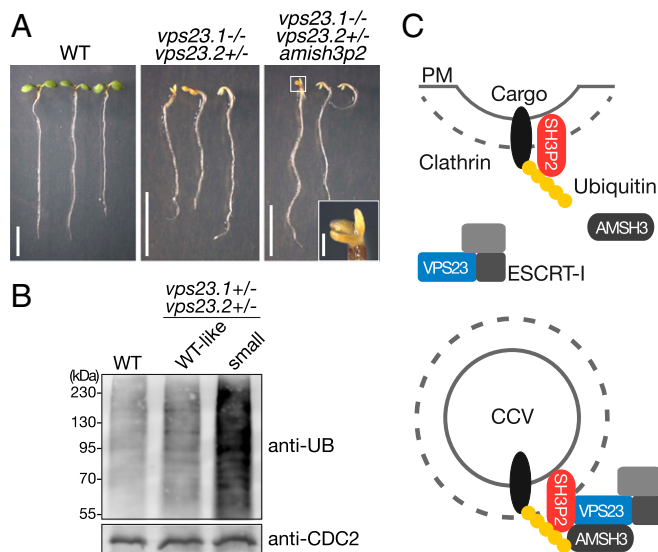 A
WT
vps23.1-/-
vps23.2+/-
vps23.1-/-
vps23.2+/-
amish3p2
B
vps23.1+/-
vps23.2+/-
WT
WT-like
small
(kDa)
230
130
95
70
55
anti-UB
anti-CDC2
C
PM
Cargo
SH3P2
Clathrin
Ubiquitin
AMSH3
VPS23
ESCRT-I
CCV
SH3P2
VPS23
AMSH3